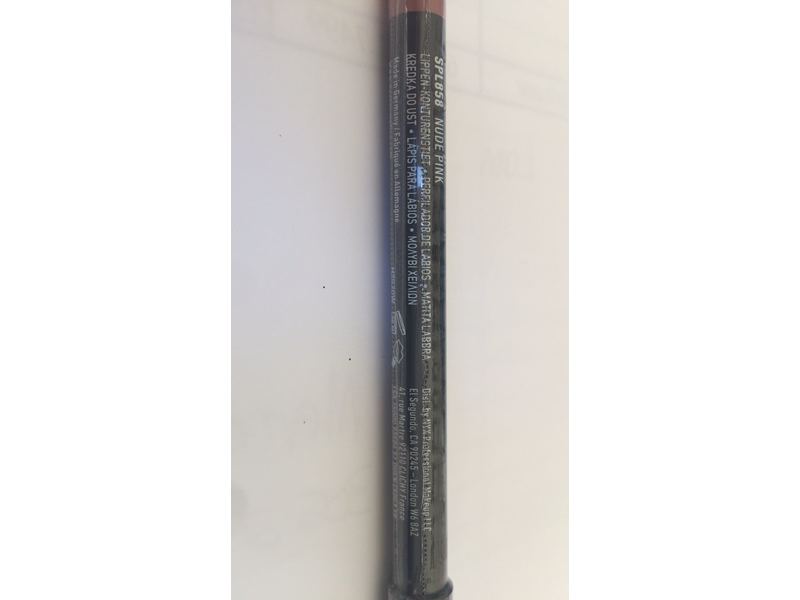 SPL858 NUDE PINK
LIPPEN-KONTURENSTIFT • PERFILADOR DE LABIOS • MATITA LABBRA
KREDKA DO UST • LÁPIS PARA LÁBIOS • ΜΟΛΥΒΙ ΧΕΙΛΙΩΝ
Made in Germany / Fabriqué en Allemagne
Dist. by NYX Professional Makeup LLC
El Segundo, CA 90245 - London W6 8AZ
41, rue Martre 92110 CLICHY France